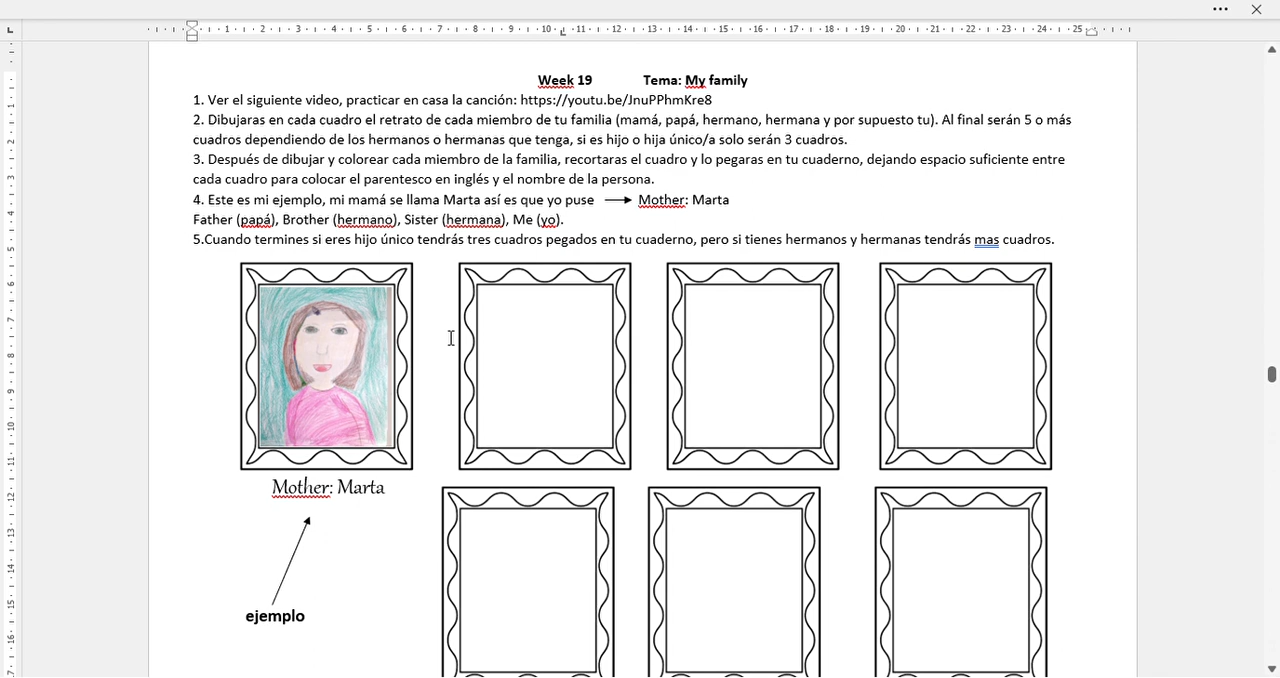 Week 19 Tema: My family
1. Ver el siguiente video, practicar en casa la canción: https://youtu.be/JnuPPhmKre8
2. Dibujaras en cada cuadro el retrato de cada miembro de tu familia (mamá, papá, hermano, hermana y por supuesto tu). Al final serán 5 o más
cuadros dependiendo de los hermanos o hermanas que tenga, si es hijo o hija único/a solo serán 3 cuadros.
3. Después de dibujar y colorear cada miembro de la familia, recortaras el cuadro y lo pegaras en tu cuaderno, dejando espacio suficiente entre
cada cuadro para colocar el parentesco en inglés y el nombre de la persona.
4. Este es mi ejemplo, mi mamá se llama Marta así es que yo puse → Mother: Marta
Father (papá), Brother (hermano), Sister (hermana), Me (yo).
5.Cuando termines si eres hijo único tendrás tres cuadros pegados en tu cuaderno, pero si tienes hermanos y hermanas tendrás mas cuadros.
Mother: Marta
ejemplo